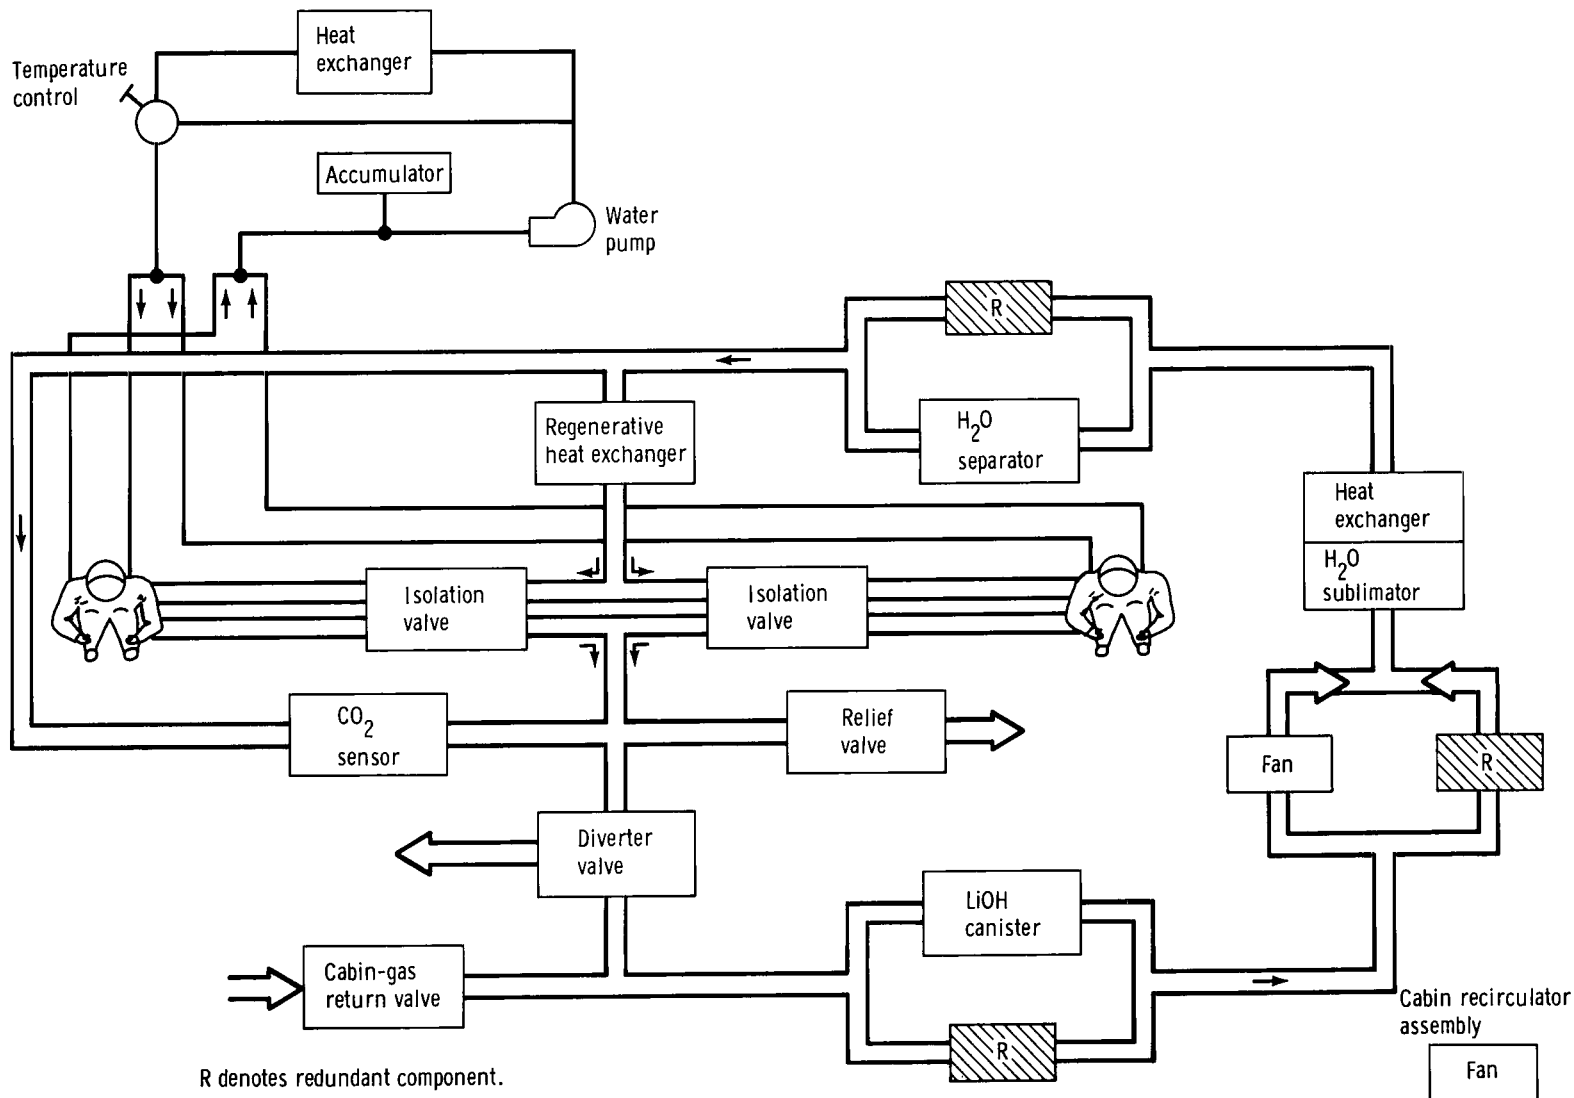 Heat
exchanger
Temperature
control
Accumulator
Water
pump
R
Regenerative
heat exchanger
H2O
separator
Heat
exchanger
H2O
sublimator
Isolation
valve
Isolation
valve
CO2
sensor
Relief
valve
Fan
R
Diverter
valve
LiOH
canister
Cabin-gas
return valve
R
Cabin recirculator
assembly
Fan
R denotes redundant component.